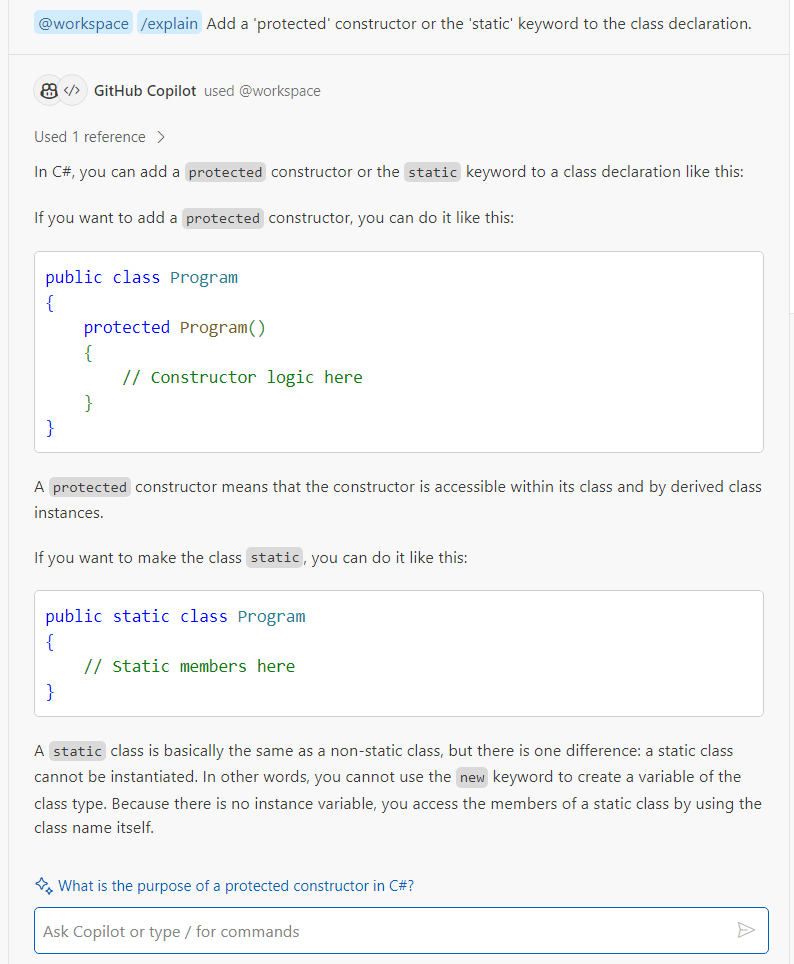 @workspace /explain Add a 'protected' constructor or the 'static' keyword to the class declaration.
GitHub Copilot used @workspace
Used 1 reference
In C#, you can add a protected constructor or the static keyword to a class declaration like this:
If you want to add a protected constructor, you can do it like this:
public class Program
{
    protected Program()
    {
        // Constructor logic here
    }
}
A protected constructor means that the constructor is accessible within its class and by derived class
instances.
If you want to make the class static, you can do it like this:
public static class Program
{
    // Static members here
}
A static class is basically the same as a non-static class, but there is one difference: a static class
cannot be instantiated. In other words, you cannot use the new keyword to create a variable of the
class type. Because there is no instance variable, you access the members of a static class by using the
class name itself.
What is the purpose of a protected constructor in C#?
Ask Copilot or type / for commands